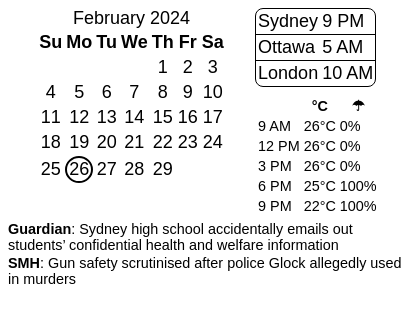 February 2024
Su Mo Tu We Th Fr Sa
1 2 3
4 5 6 7 8 9 10
11 12 13 14 15 16 17
18 19 20 21 22 23 24
25 26 27 28 29
Sydney 9 PM
Ottawa 5 AM
London 10 AM
°C ☂
9 AM 26°C 0%
12 PM 26°C 0%
3 PM 26°C 0%
6 PM 25°C 100%
9 PM 22°C 100%
Guardian: Sydney high school accidentally emails out
students’ confidential health and welfare information
SMH: Gun safety scrutinised after police Glock allegedly used
in murders